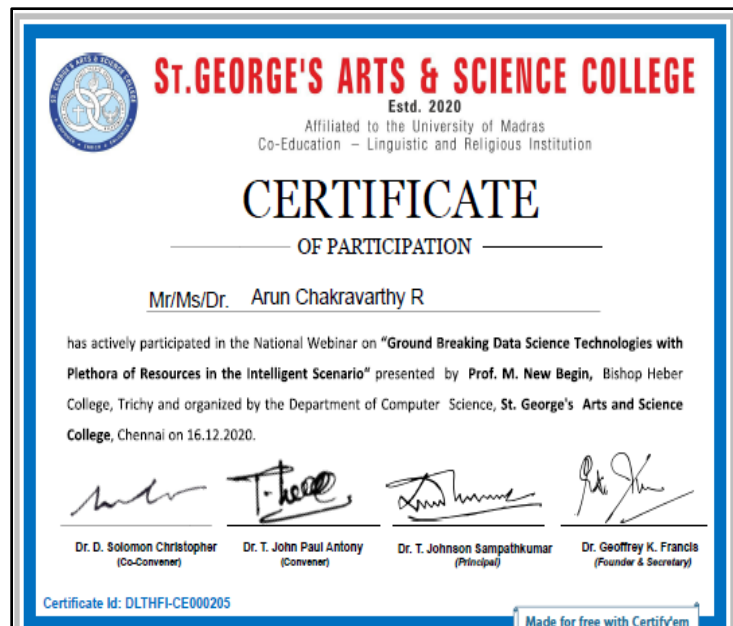 ST. GEORGE'S ARTS & SCIENCE COLLEGE
ST.GEORGE'S ARTS & SCIENCE COLLEGE
Estd. 2020
Affiliated to the University of Madras
Co-Education – Linguistic and Religious Institution
CERTIFICATE
OF PARTICIPATION
Mr/Ms/Dr. Arun Chakravarthy R
has actively participated in the National Webinar on "Ground Breaking Data Science Technologies with
Plethora of Resources in the Intelligent Scenario" presented by Prof. M. New Begin, Bishop Heber
College, Trichy and organized by the Department of Computer Science, St. George's Arts and Science
College, Chennai on 16.12.2020.
Dr. D. Solomon Christopher
(Co-Convener)
Dr. T. John Paul Antony
(Convener)
Dr. T. Johnson Sampathkumar
(Principal)
Dr. Geoffrey K. Francis
(Founder & Secretary)
Certificate Id: DLTHFI-CE000205
Made for free with Certify'em